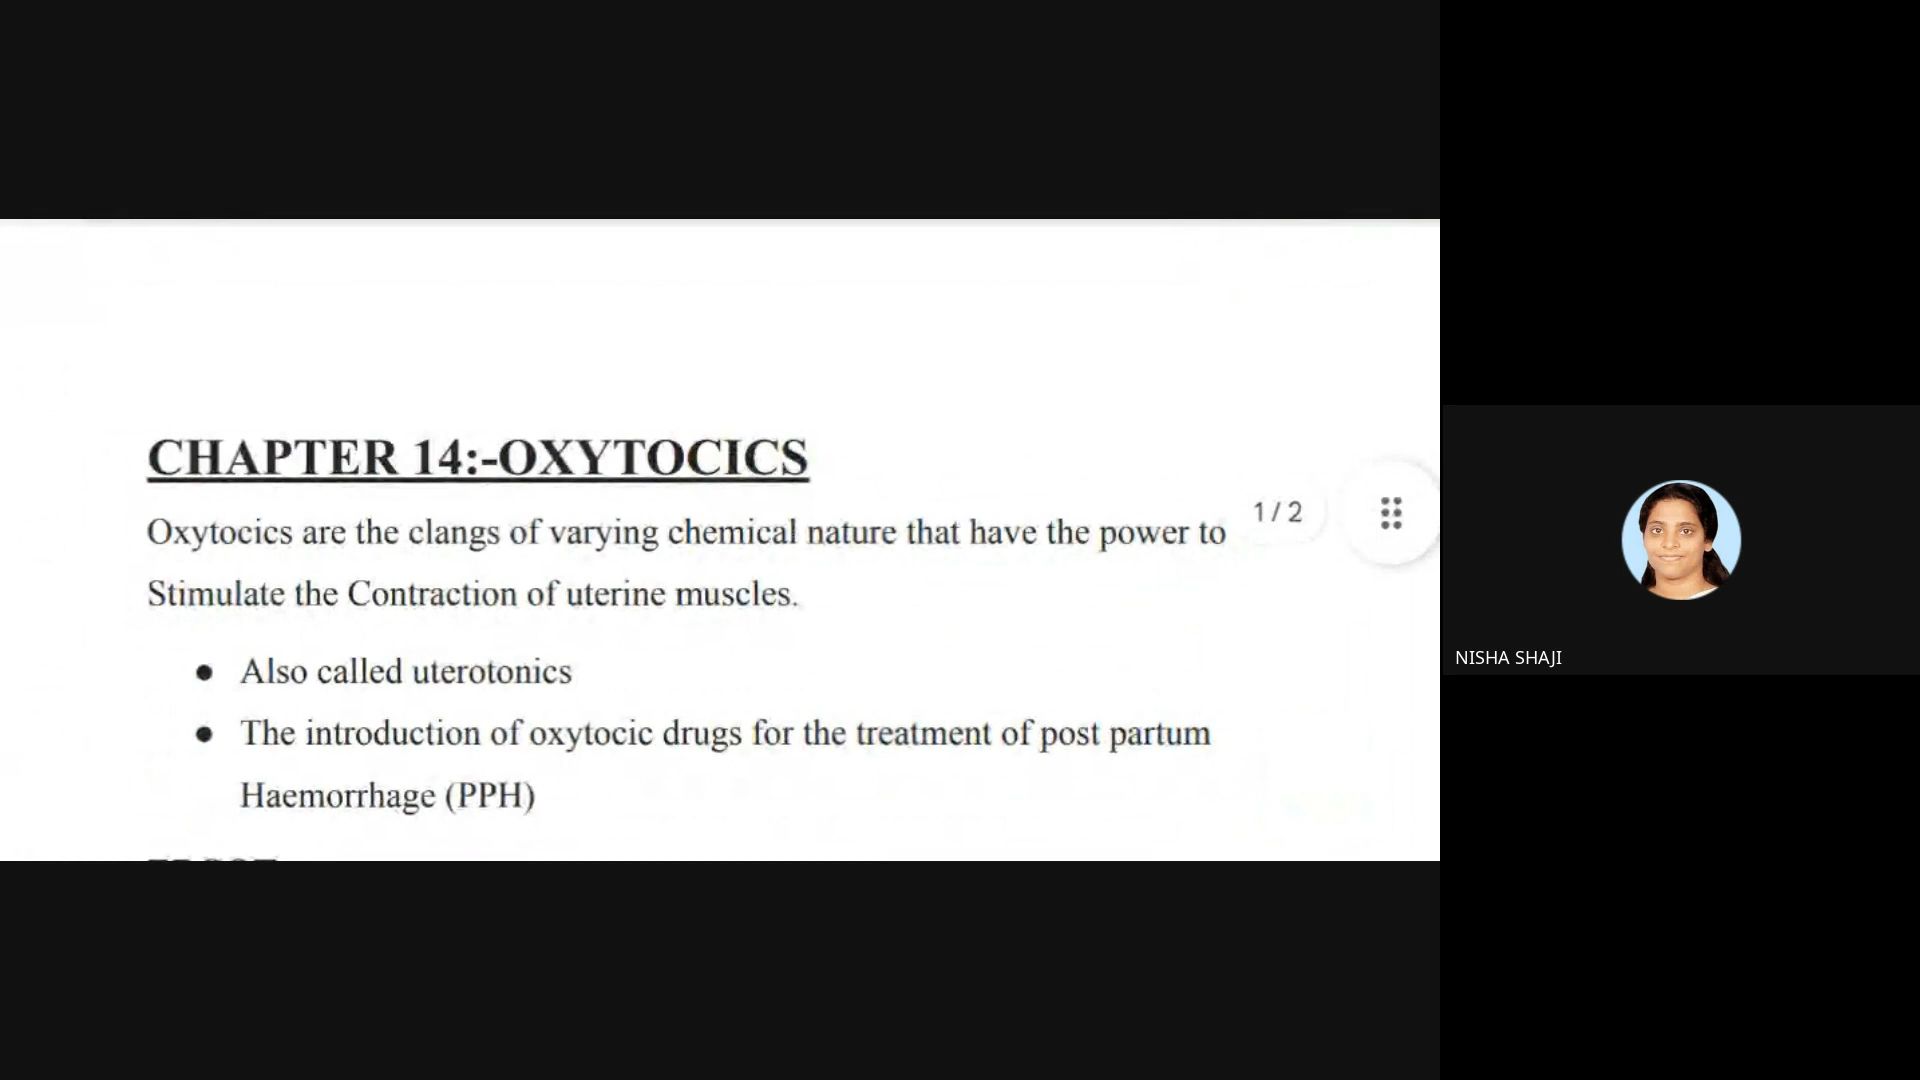 CHAPTER 14:-OXYTOCICS
Oxytocics are the clangs of varying chemical nature that have the power to
Stimulate the Contraction of uterine muscles.
● Also called uterotonics
● The introduction of oxytocic drugs for the treatment of post partum
Haemorrhage (PPH)
1 / 2
NISHA SHAJI